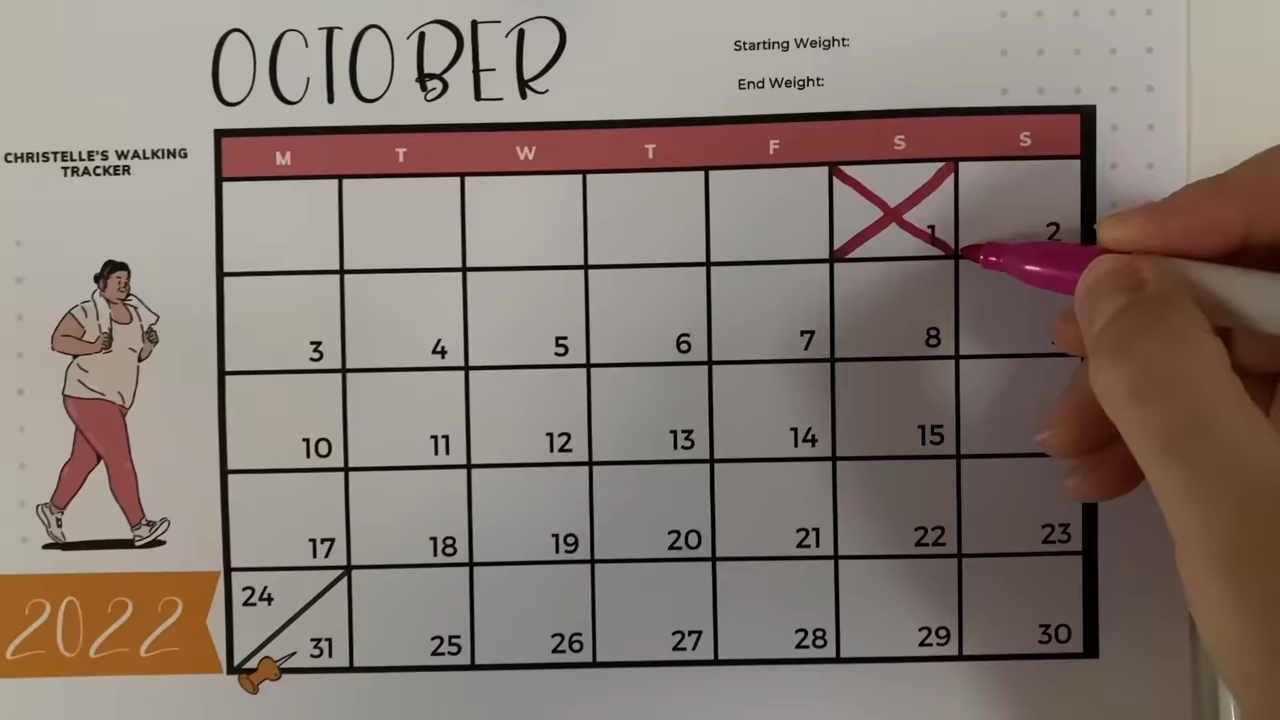 OCTOBER
Starting Weight:
End Weight:
CHRISTELLE'S WALKING
TRACKER
M T W T F S S
1 2
3 4 5 6 7 8
10 11 12 13 14 15
17 18 19 20 21 22 23
24
31 25 26 27 28 29 30
2022